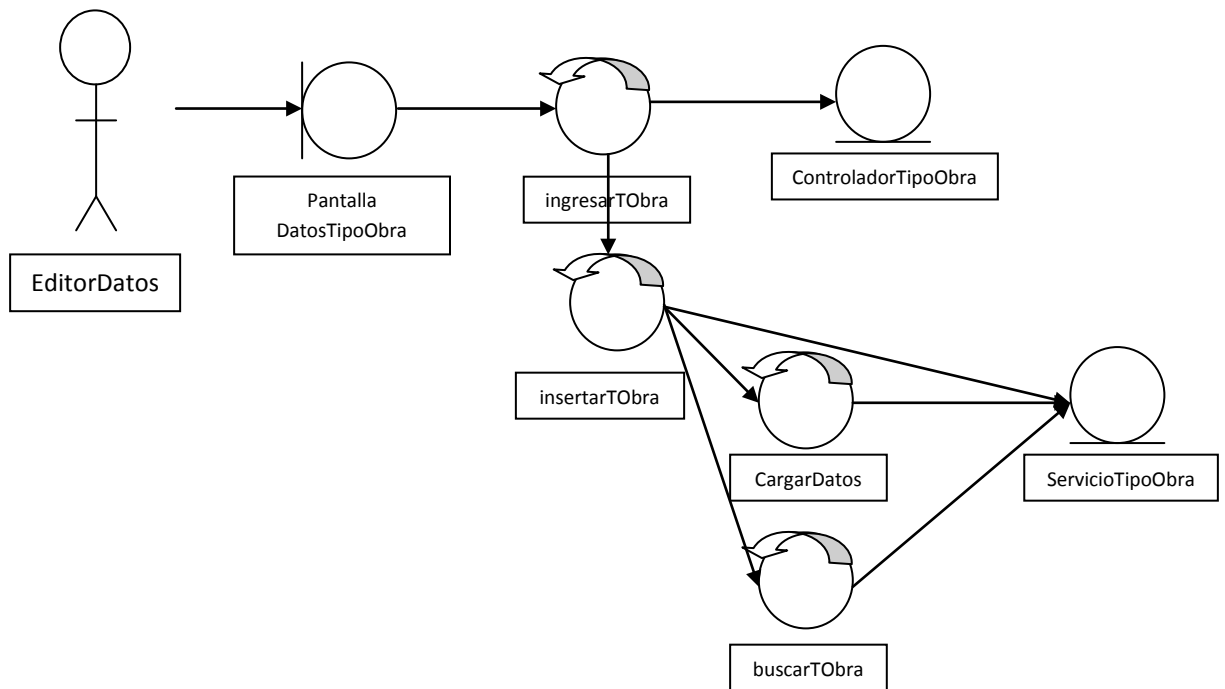 EditorDatos
Pantalla
DatosTipoObra
ingresarTObra
ControladorTipoObra
insertarTObra
CargarDatos
ServicioTipoObra
buscarTObra